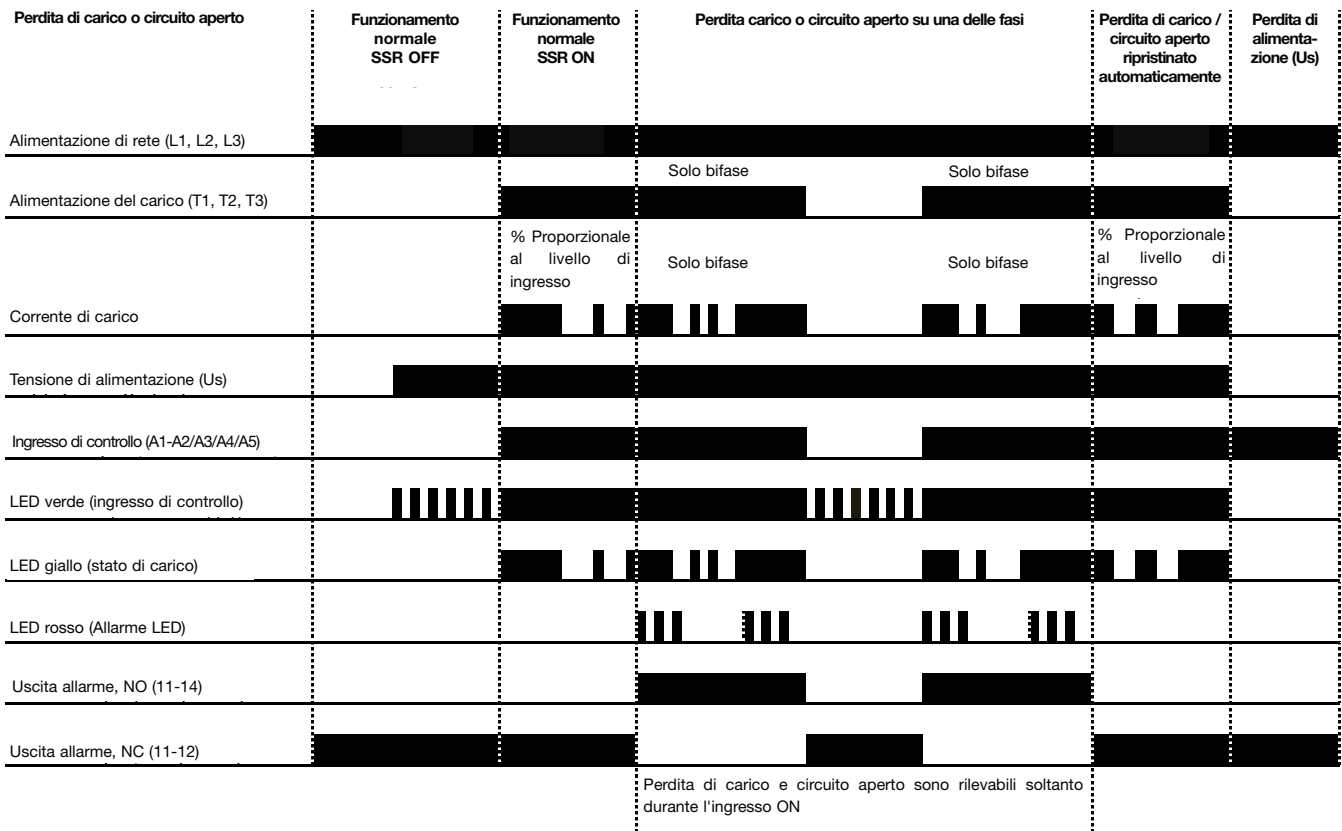 Perdita di carico o circuito aperto
Funzionamento
normale
SSR OFF
Funzionamento
normale
SSR ON
Perdita carico o circuito aperto su una delle fasi
Perdita di carico /
circuito aperto
ripristinato
automaticamente
Perdita di
alimenta-
zione (Us)
Alimentazione di rete (L1, L2, L3)
Solo bifase
Solo bifase
Alimentazione del carico (T1, T2, T3)
% Proporzionale
al livello di
ingresso
Solo bifase
Solo bifase
% Proporzionale
al livello di
ingresso
Corrente di carico
Tensione di alimentazione (Us)
Ingresso di controllo (A1-A2/A3/A4/A5)
LED verde (ingresso di controllo)
LED giallo (stato di carico)
LED rosso (Allarme LED)
Uscita allarme, NO (11-14)
Uscita allarme, NC (11-12)
Perdita di carico e circuito aperto sono rilevabili soltanto
durante l'ingresso ON